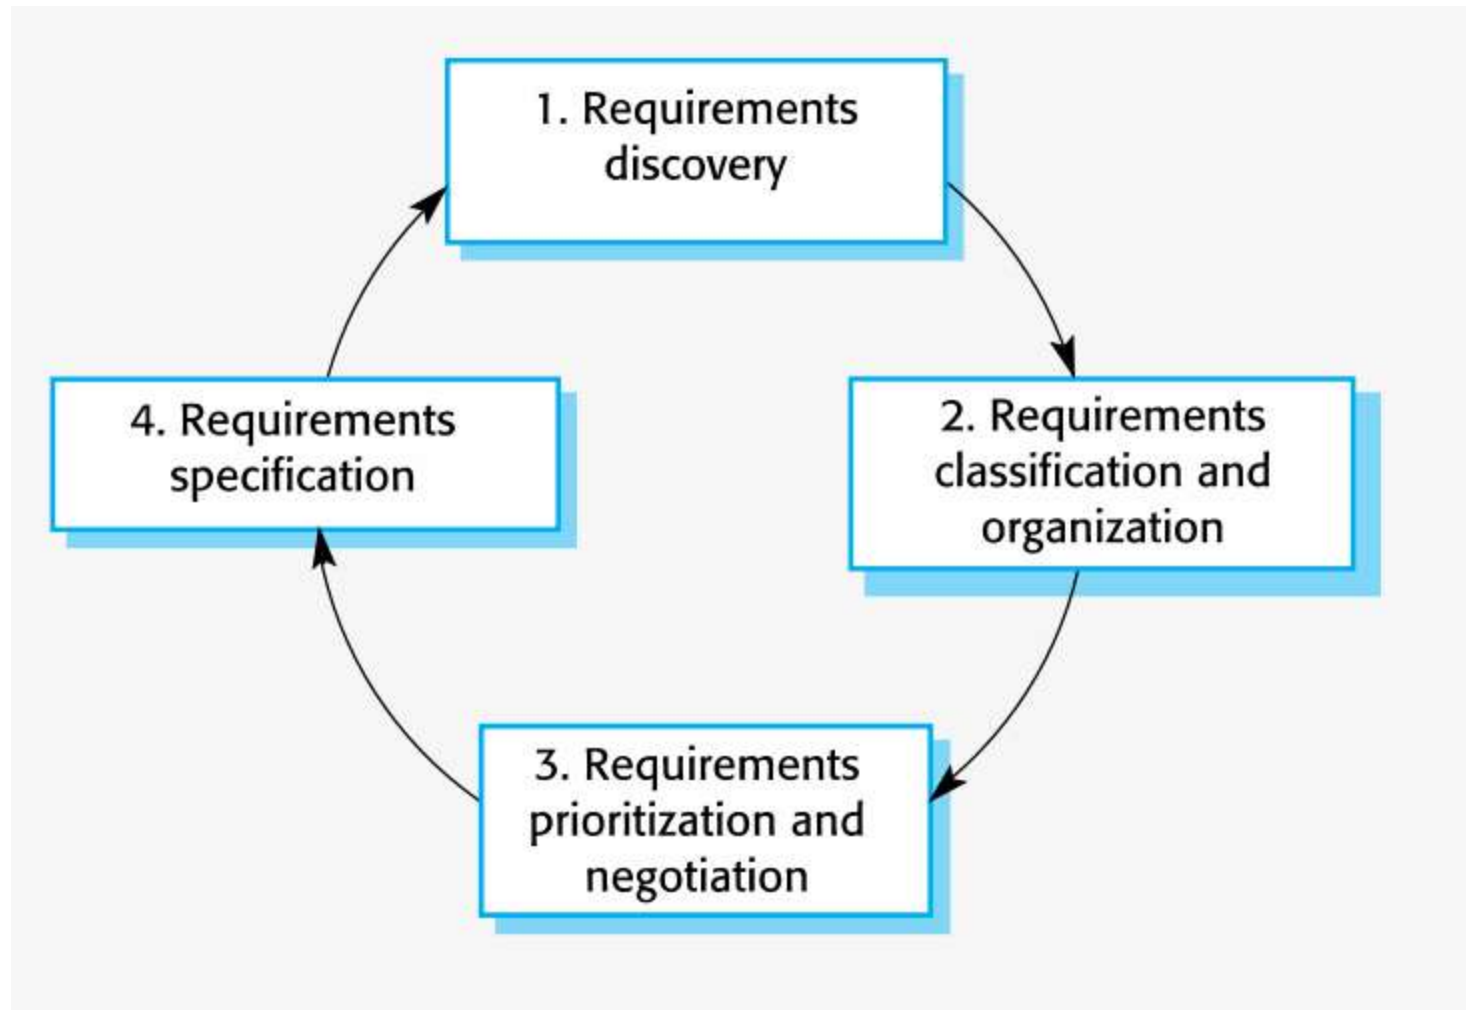 1. Requirements
discovery
2. Requirements
classification and
organization
3. Requirements
prioritization and
negotiation
4. Requirements
specification